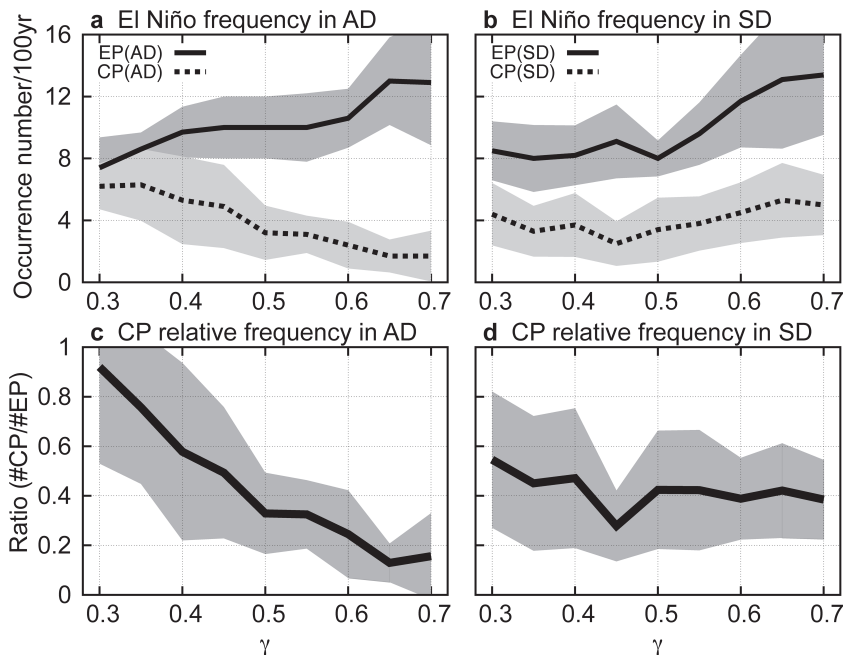 a El Niño frequency in AD
b El Niño frequency in SD
Occurrence number/100yr
16
12
8
4
0
EP(AD)
CP(AD)
EP(SD)
CP(SD)
0.3 0.4 0.5 0.6 0.7
0.3 0.4 0.5 0.6 0.7
c CP relative frequency in AD
d CP relative frequency in SD
Ratio (#CP/#EP)
1
0.8
0.6
0.4
0.2
0
0.3 0.4 0.5 0.6 0.7
0.3 0.4 0.5 0.6 0.7
γ
γ